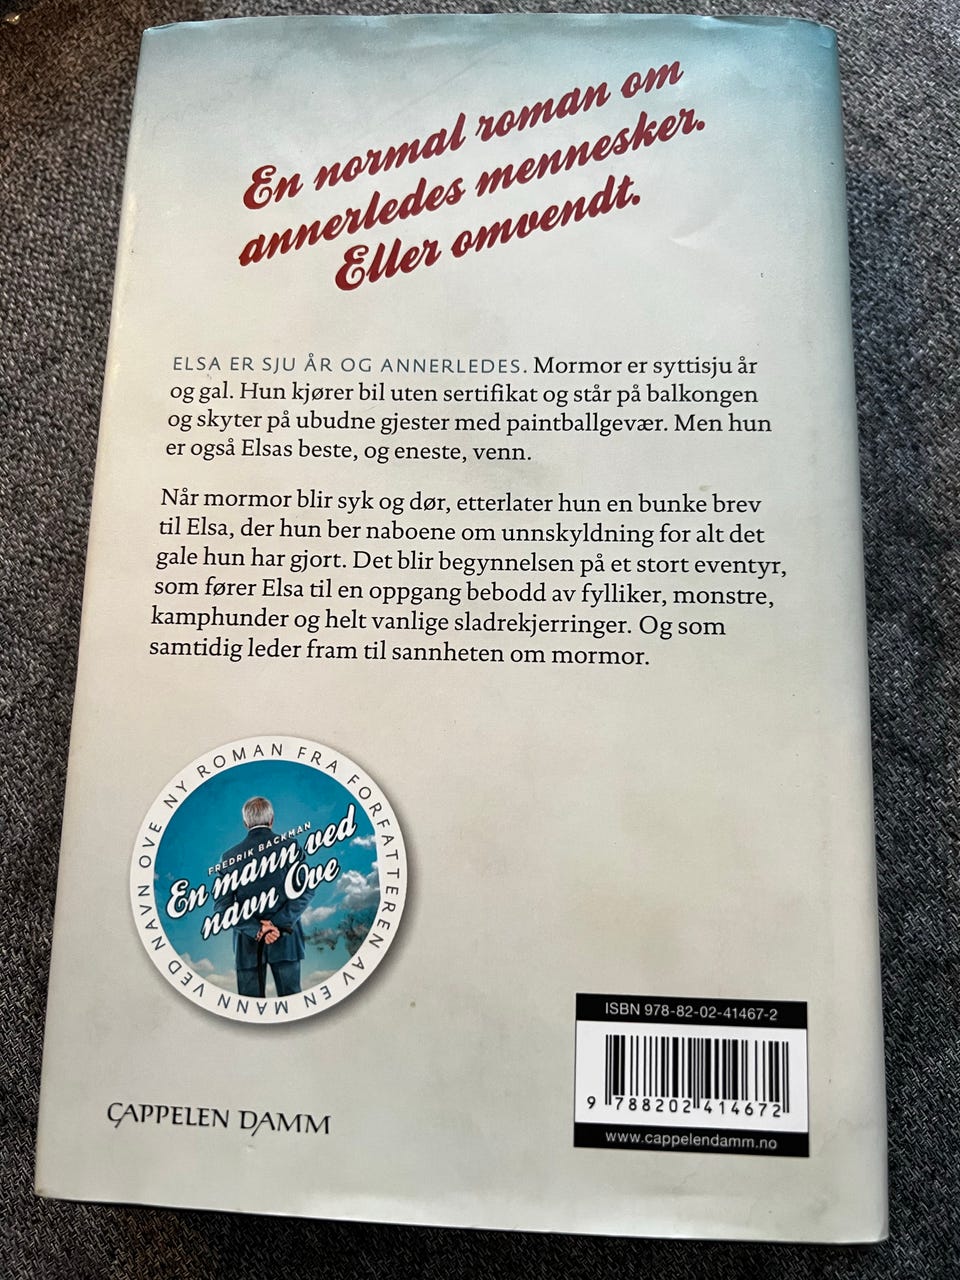 En normal roman om
annerledes mennesker.
Eller omvendt.
ELSA ER SJU ÅR OG ANNERLEDES. Mormor er syttisju år
og gal. Hun kjører bil uten sertifikat og står på balkongen
og skyter på ubudne gjester med paintballgevær. Men hun
er også Elsas beste, og eneste, venn.
Når mormor blir syk og dør, etterlater hun en bunke brev
til Elsa, der hun ber naboene om unnskyldning for alt det
gale hun har gjort. Det blir begynnelsen på et stort eventyr,
som fører Elsa til en oppgang bebodd av fylliker, monstre,
kamphunder og helt vanlige sladrekjerringer. Og som
samtidig leder fram til sannheten om mormor.
NY ROMAN FRA FORFATTEREN AV EN MANN VED NAVN OVE
FREDRIK BACKMAN
En mann ved
navn Ove
CAPPELEN DAMM
ISBN 978-82-02-41467-2
9 788202 414672
www.cappelendamm.no